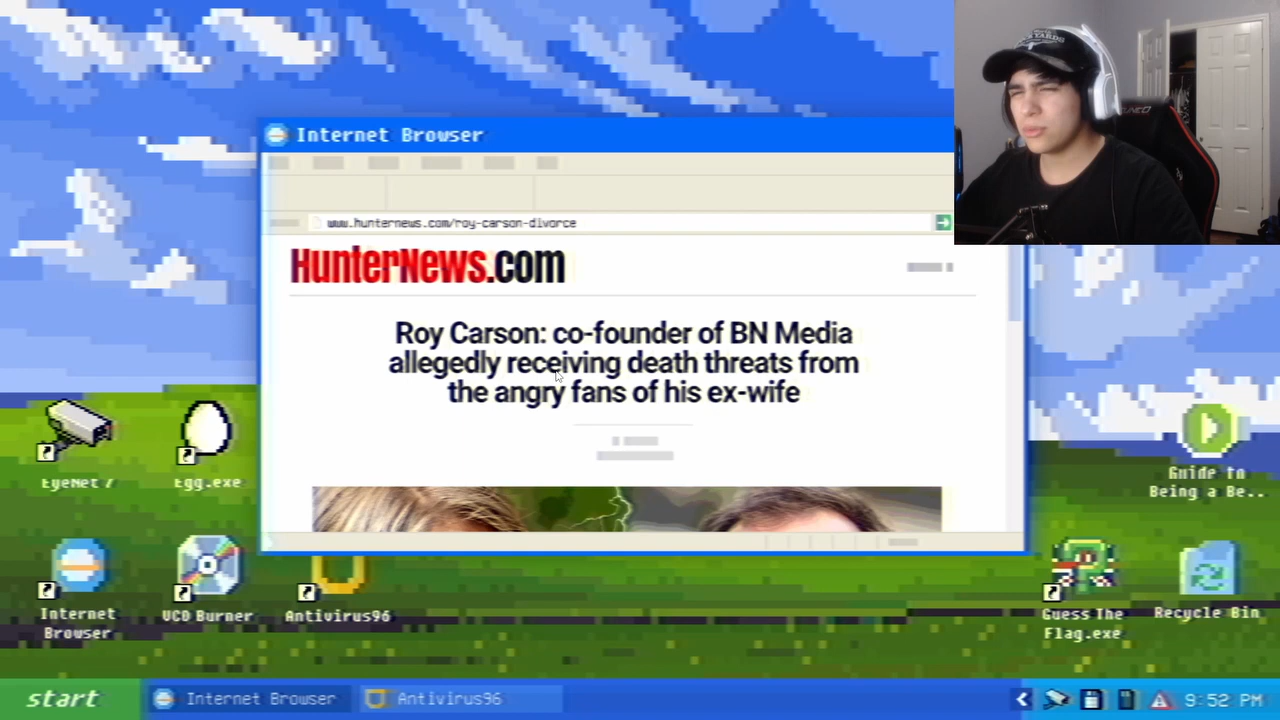 Internet Browser
www.hunternews.com/roy-carson-divorce
HunterNews.com
Roy Carson: co-founder of BN Media
allegedly receiving death threats from
the angry fans of his ex-wife
EyeNet 7
Egg.exe
Guide to
Being a Be..
Internet
Browser
VCD Burner
Antivirus96
Guess The
Flag.exe
Recycle Bin
start
Internet Browser
Antivirus96
9:52 PM